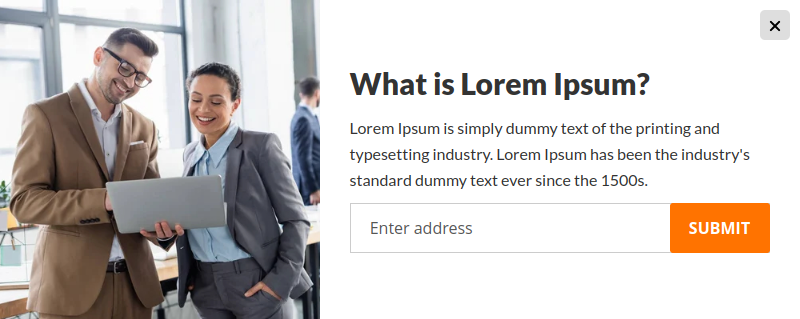 What is Lorem Ipsum?
Lorem Ipsum is simply dummy text of the printing and
typesetting industry. Lorem Ipsum has been the industry's
standard dummy text ever since the 1500s.
Enter address
SUBMIT